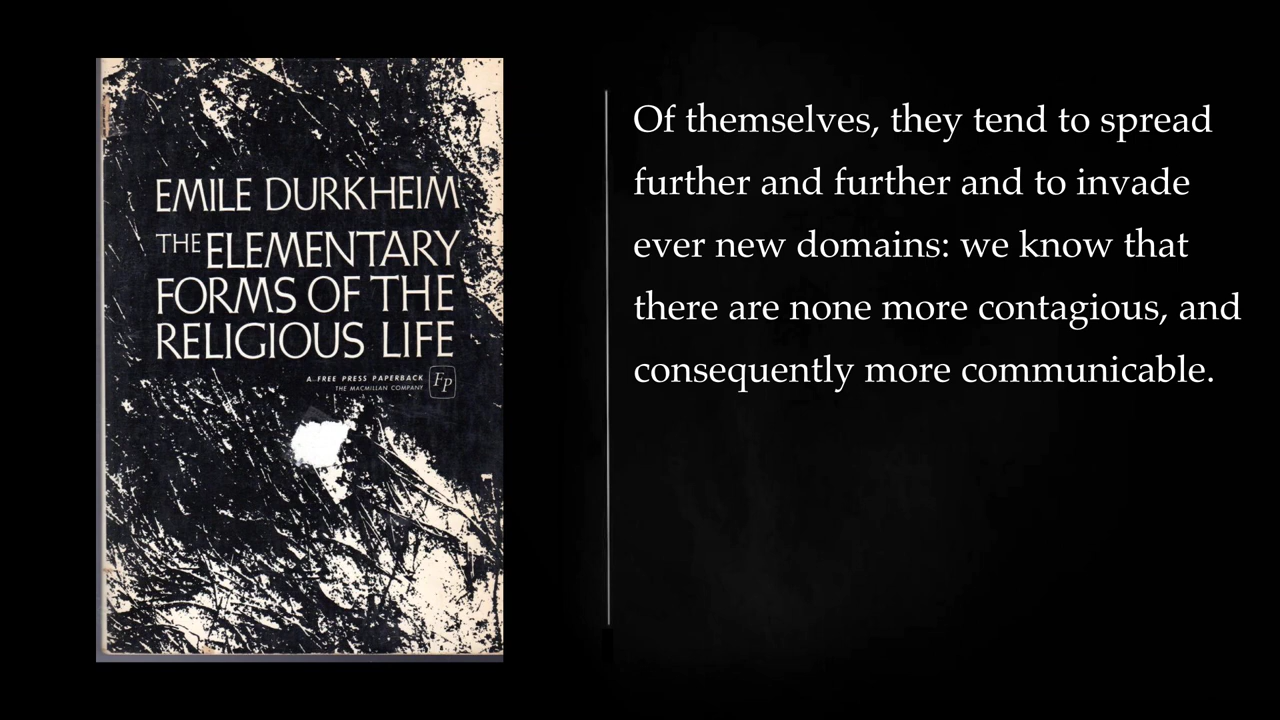 EMILE DURKHEIM
THE ELEMENTARY
FORMS OF THE
RELIGIOUS LIFE
A FREE PRESS PAPERBACK
THE MACMILLAN COMPANY
Fp
Of themselves, they tend to spread
further and further and to invade
ever new domains: we know that
there are none more contagious, and
consequently more communicable.